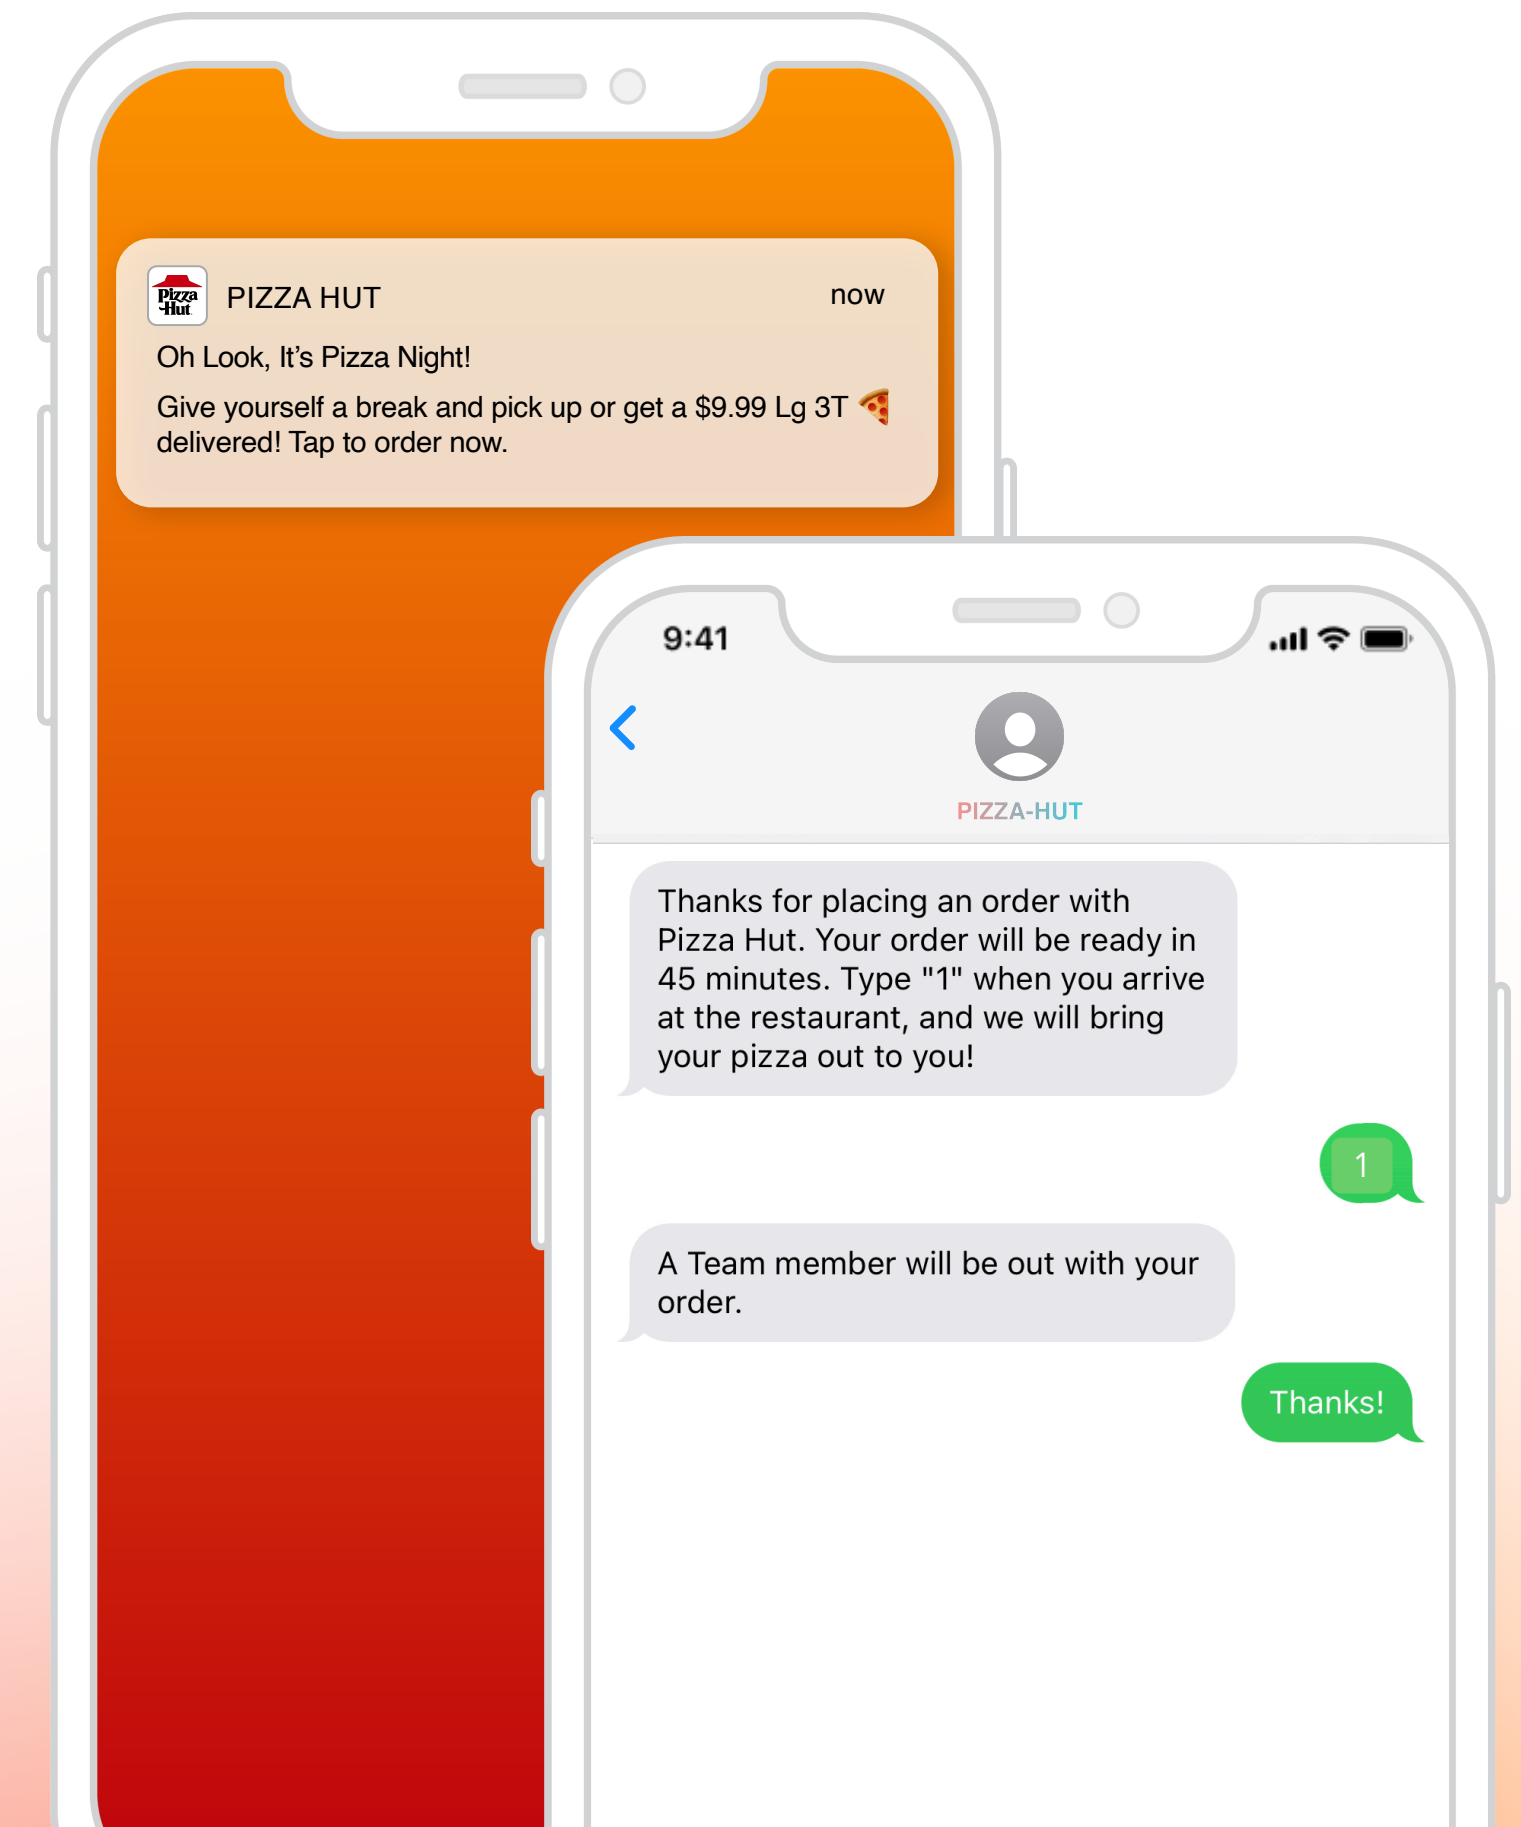 Pizza
Hut
PIZZA HUT
now
Oh Look, It’s Pizza Night!
Give yourself a break and pick up or get a $9.99 Lg 3T 🍕
delivered! Tap to order now.
9:41
PIZZA-HUT
Thanks for placing an order with
Pizza Hut. Your order will be ready in
45 minutes. Type "1" when you arrive
at the restaurant, and we will bring
your pizza out to you!
1
A Team member will be out with your
order.
Thanks!